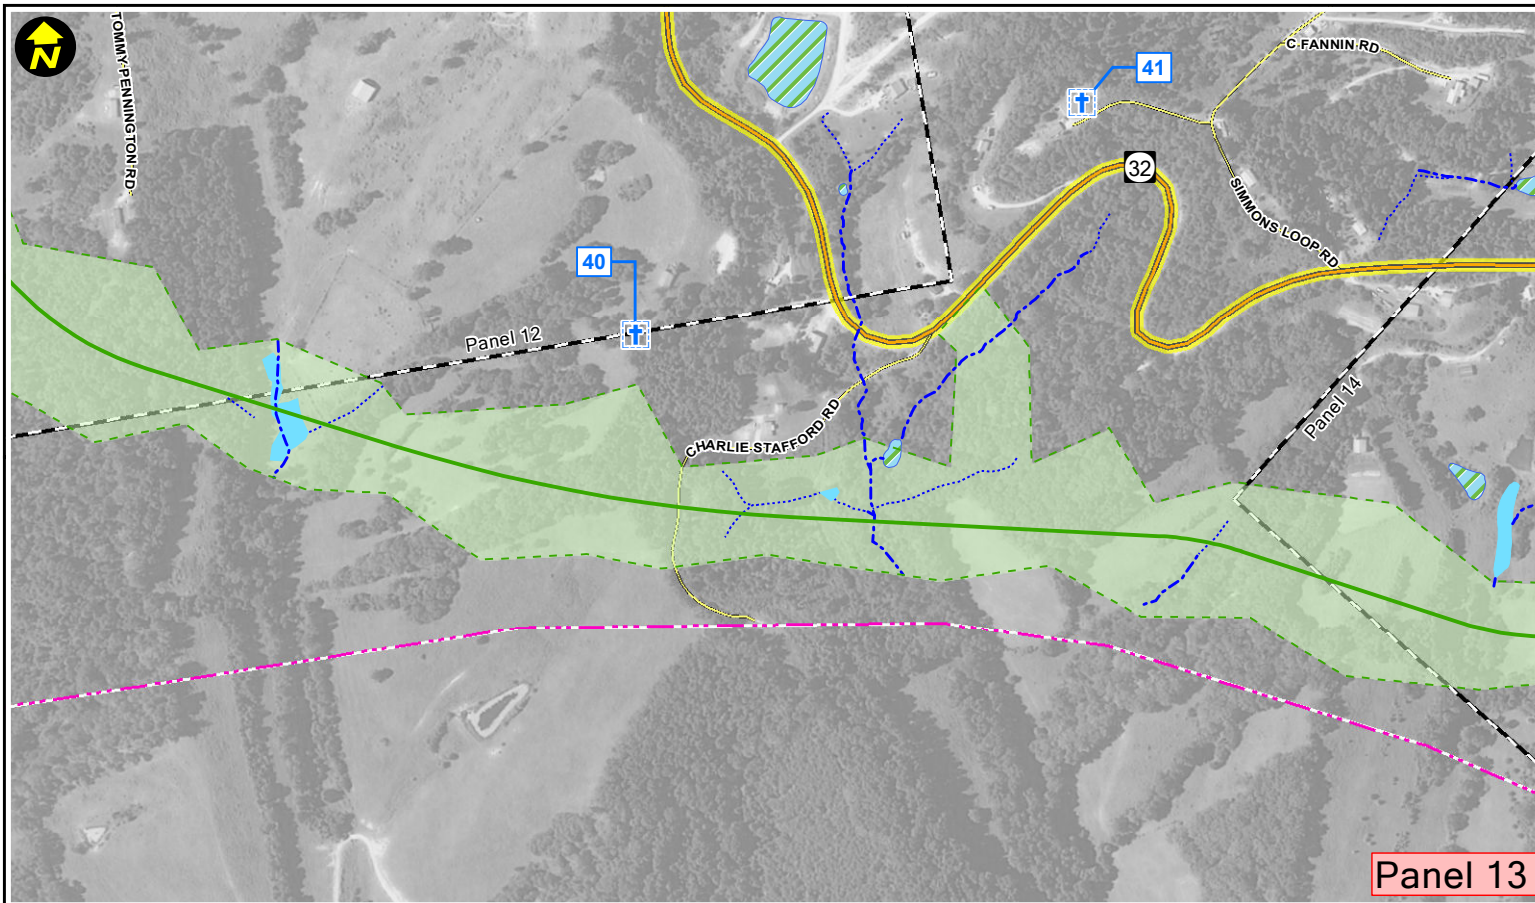 N
TOMMY PENNINGTON RD
C FANNIN RD
41
32
SIMMONS LOOP RD
40
Panel 12
Panel 14
CHARLIE STAFFORD RD
Panel 13